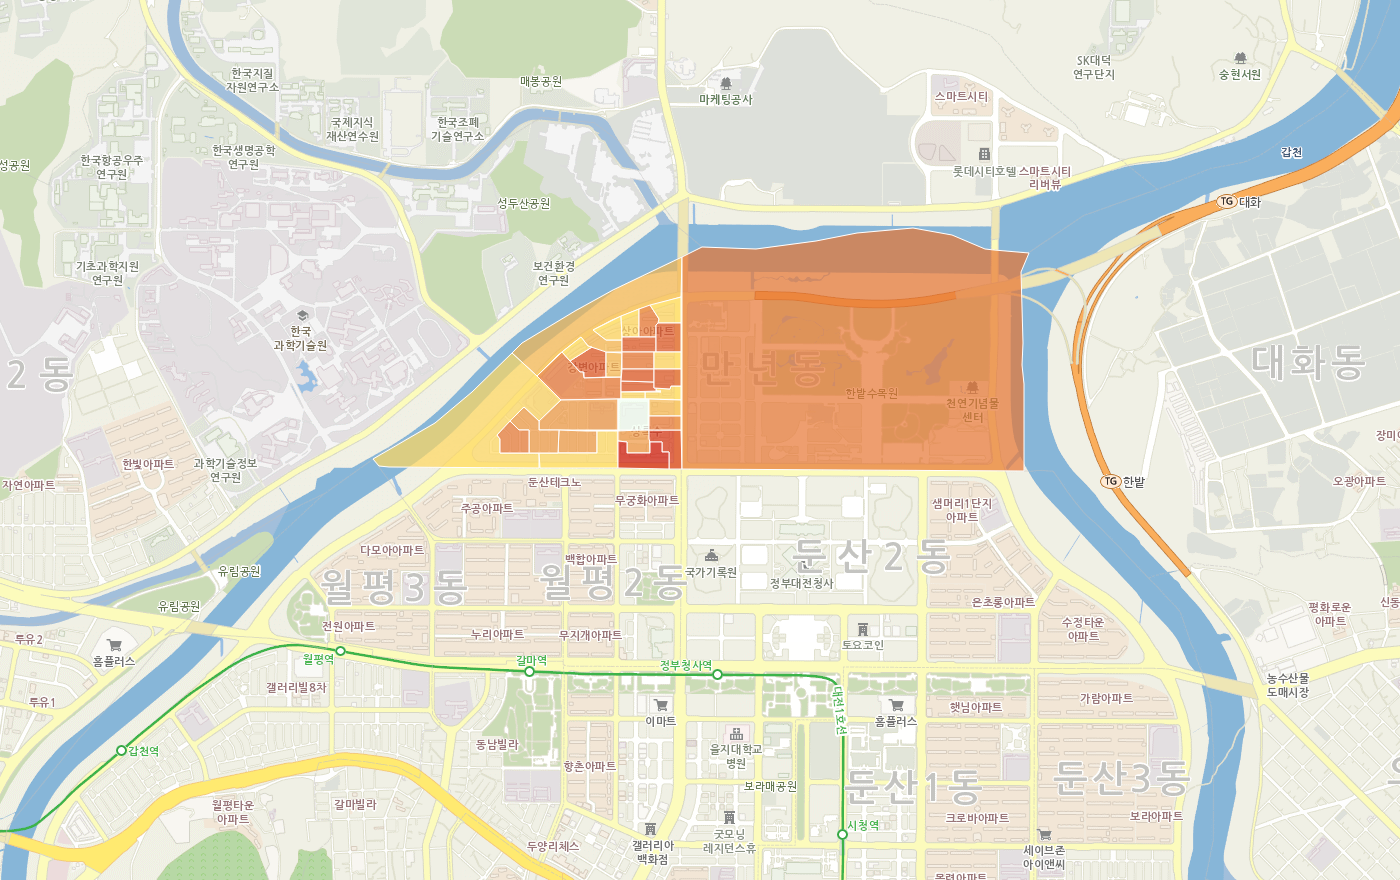 SK대덕
연구단지
숭현서원
한국지질
자원연구소
매봉공원
마케팅공사
스마트시티
국제지식
재산연수원
한국조폐
기술연구소
갑천
한국항공우주
연구원
한국생명공학
연구원
성공원
롯데시티호텔
스마트시티
리버뷰
성두산공원
TG 대화
기초과학지원
연구원
보건환경
연구원
한국
과학기술원
상아아파트
강변아파트
만년동
2동
대화동
한밭수목원
천연기념물
센터
한빛아파트
과학기술정보
연구원
자연아파트
장미
오광아파트
TG 한밭
둔산테크노
무궁화아파트
주공아파트
샘머리1단지
아파트
다모아아파트
백합아파트
국가기록원
정부대전청사
둔산2동
월평3동
월평2동
유림공원
유림공원
은초롱아파트
평화로운
아파트
신동
전원아파트
누리아파트
무지개아파트
토요코인
수정타운
아파트
투유2
홈플러스
월평역
갈마역
정부청사역
농수산물
도매시장
갤러리빌8차
투유1
대전1호선
이마트
홈플러스
햇님아파트
가람아파트
갑천역
동남빌라
을지대학교
병원
향촌아파트
보라매공원
둔산1동
둔산3동
월평타운
아파트
갈마빌라
시청역
크로바아파트
보라아파트
두양리체스
갤러리아
백화점
굿모닝
레지던스휴
세이브존
아이앤씨
목련아파트